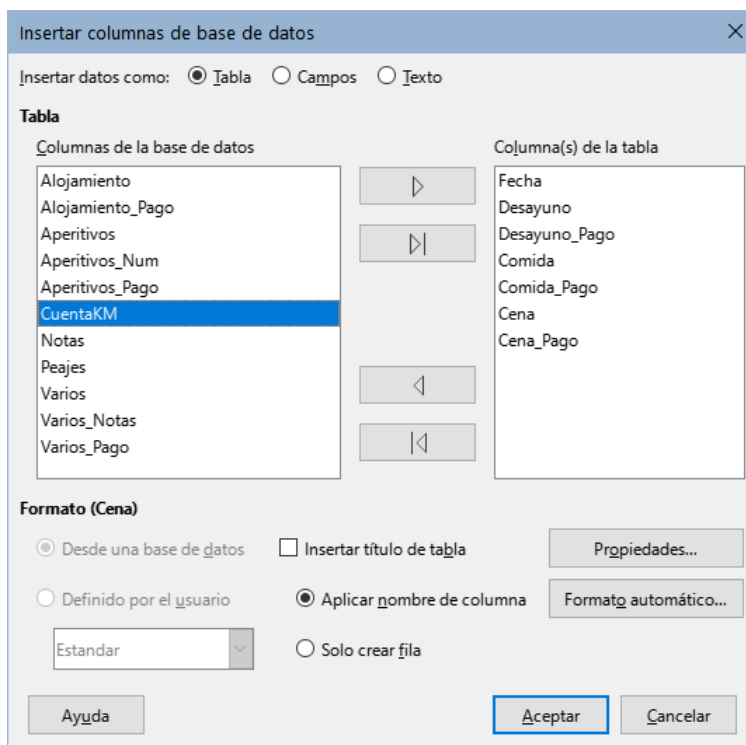 Insertar columnas de base de datos
Insertar datos como: Tabla Campos Texto
Tabla
Columnas de la base de datos
Alojamiento
Alojamiento_Pago
Aperitivos
Aperitivos_Num
Aperitivos_Pago
CuentaKM
Notas
Peajes
Varios
Varios_Notas
Varios_Pago
Columna(s) de la tabla
Fecha
Desayuno
Desayuno_Pago
Comida
Comida_Pago
Cena
Cena_Pago
Formato (Cena)
Desde una base de datos
Insertar título de tabla
Propiedades...
Definido por el usuario
Aplicar nombre de columna
Formato automático...
Estandar
Solo crear fila
Ayuda
Aceptar
Cancelar